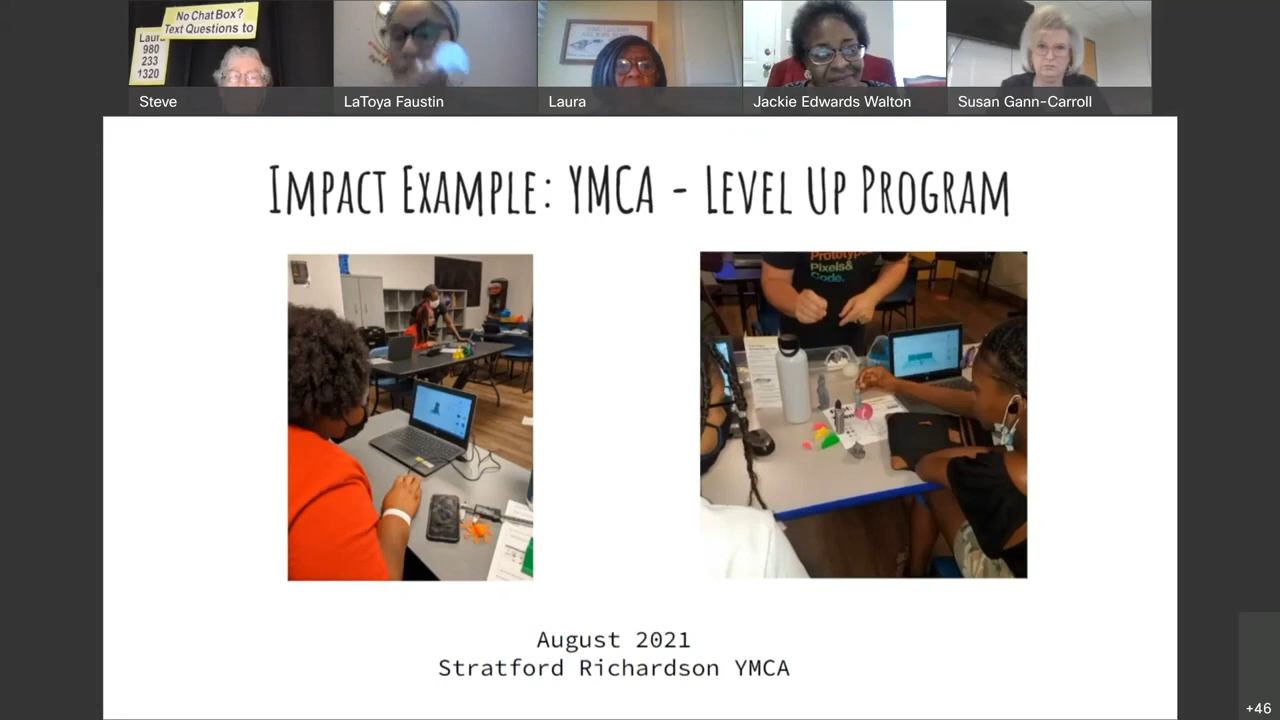 No Chat Box?
Text Questions to
Laura
980
233
1320
Steve
LaToya Faustin
Laura
Jackie Edwards Walton
Susan Gann-Carroll
Impact Example: YMCA - Level Up Program
Pixels&
Code.
August 2021
Stratford Richardson YMCA
+46